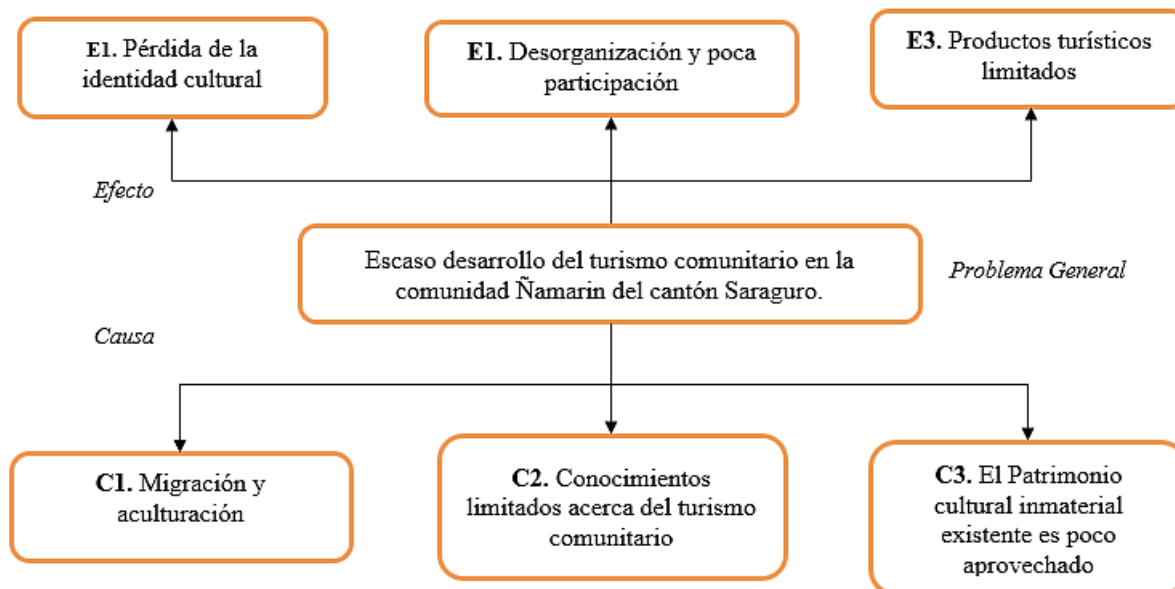 E1. Pérdida de la
identidad cultural
E1. Desorganización y poca
participación
E3. Productos turísticos
limitados
Efecto
Escaso desarrollo del turismo comunitario en la
comunidad Ñamarin del cantón Saraguro.
Problema General
Causa
C1. Migración y
aculturación
C2. Conocimientos
limitados acerca del turismo
comunitario
C3. El Patrimonio
cultural inmaterial
existente es poco
aprovechado